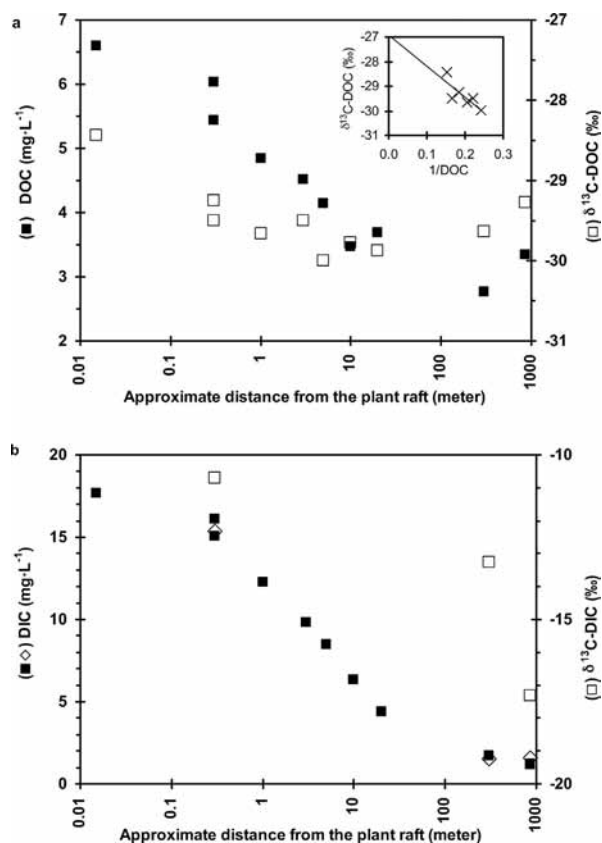 a
7
6
5
4
3
2
(■) DOC (mg·L⁻¹)
-27
-28
-29
-30
-31
(□) δ¹³C-DOC (‰)
-27
-28
-29
-30
-31
δ¹³C-DOC (‰)
0.0 0.1 0.2 0.3
1/DOC
0.01 0.1 1 10 100 1000
Approximate distance from the plant raft (meter)
b
20
15
10
5
0
(■◇) DIC (mg·L⁻¹)
-10
-15
-20
(□) δ¹³C-DIC (‰)
0.01 0.1 1 10 100 1000
Approximate distance from the plant raft (meter)